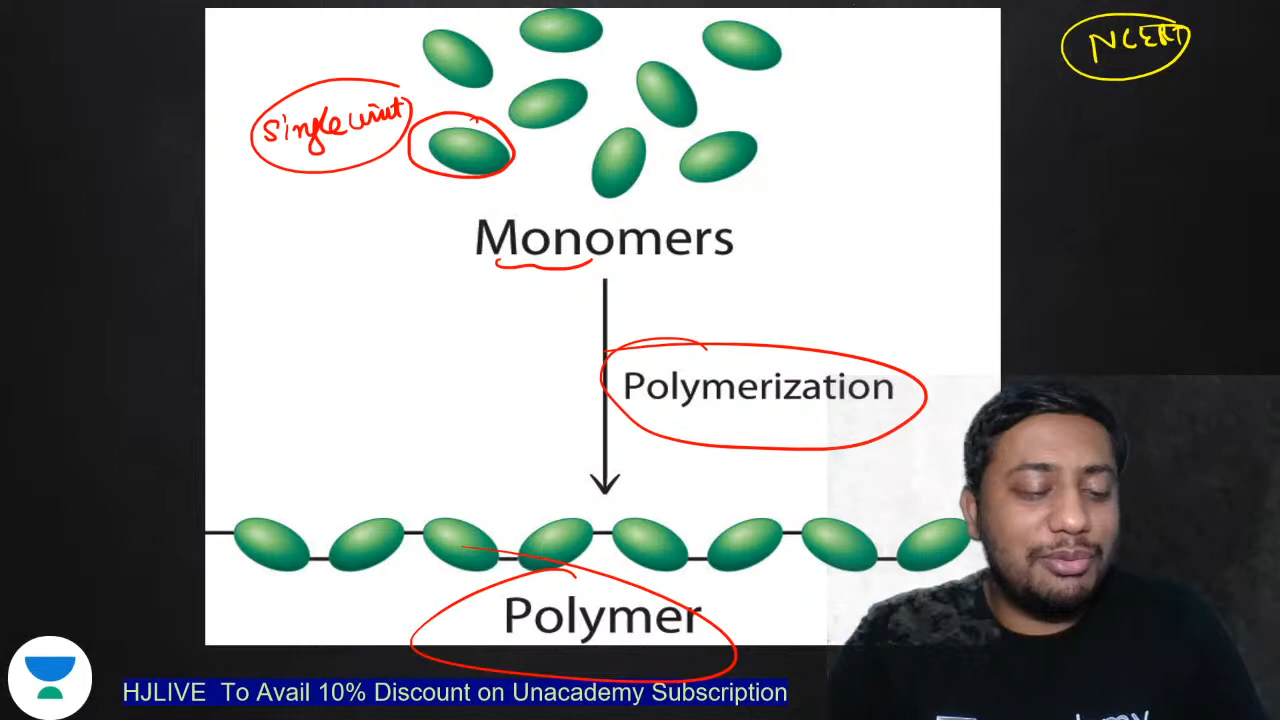 NCERT
Single unit
Monomers
Polymerization
Polymer
HJLIVE To Avail 10% Discount on Unacademy Subscription